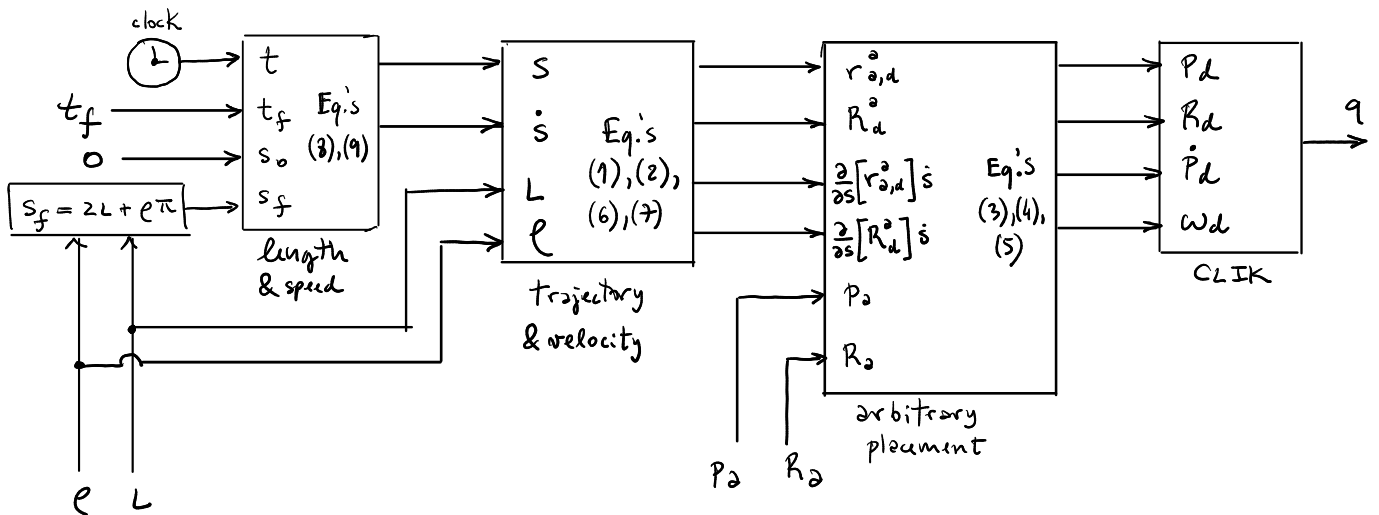 clock
t
t_f
t_f
Eq.'s
(8),(9)
0
s_0
S_f = 2L + ρπ
s_f
length
& speed
S
ṡ
L
ρ
Eq.'s
(1),(2),
(6),(7)
trajectory
& velocity
r^a_{a,d}
R^a_d
∂/∂s[r^a_{a,d}] ṡ
∂/∂s[R^a_d] ṡ
P_a
R_a
Eq.'s
(3),(4),
(5)
arbitrary
placement
P_d
R_d
Ṗ_d
ω_d
CLIK
q
ρ L
P_a R_a